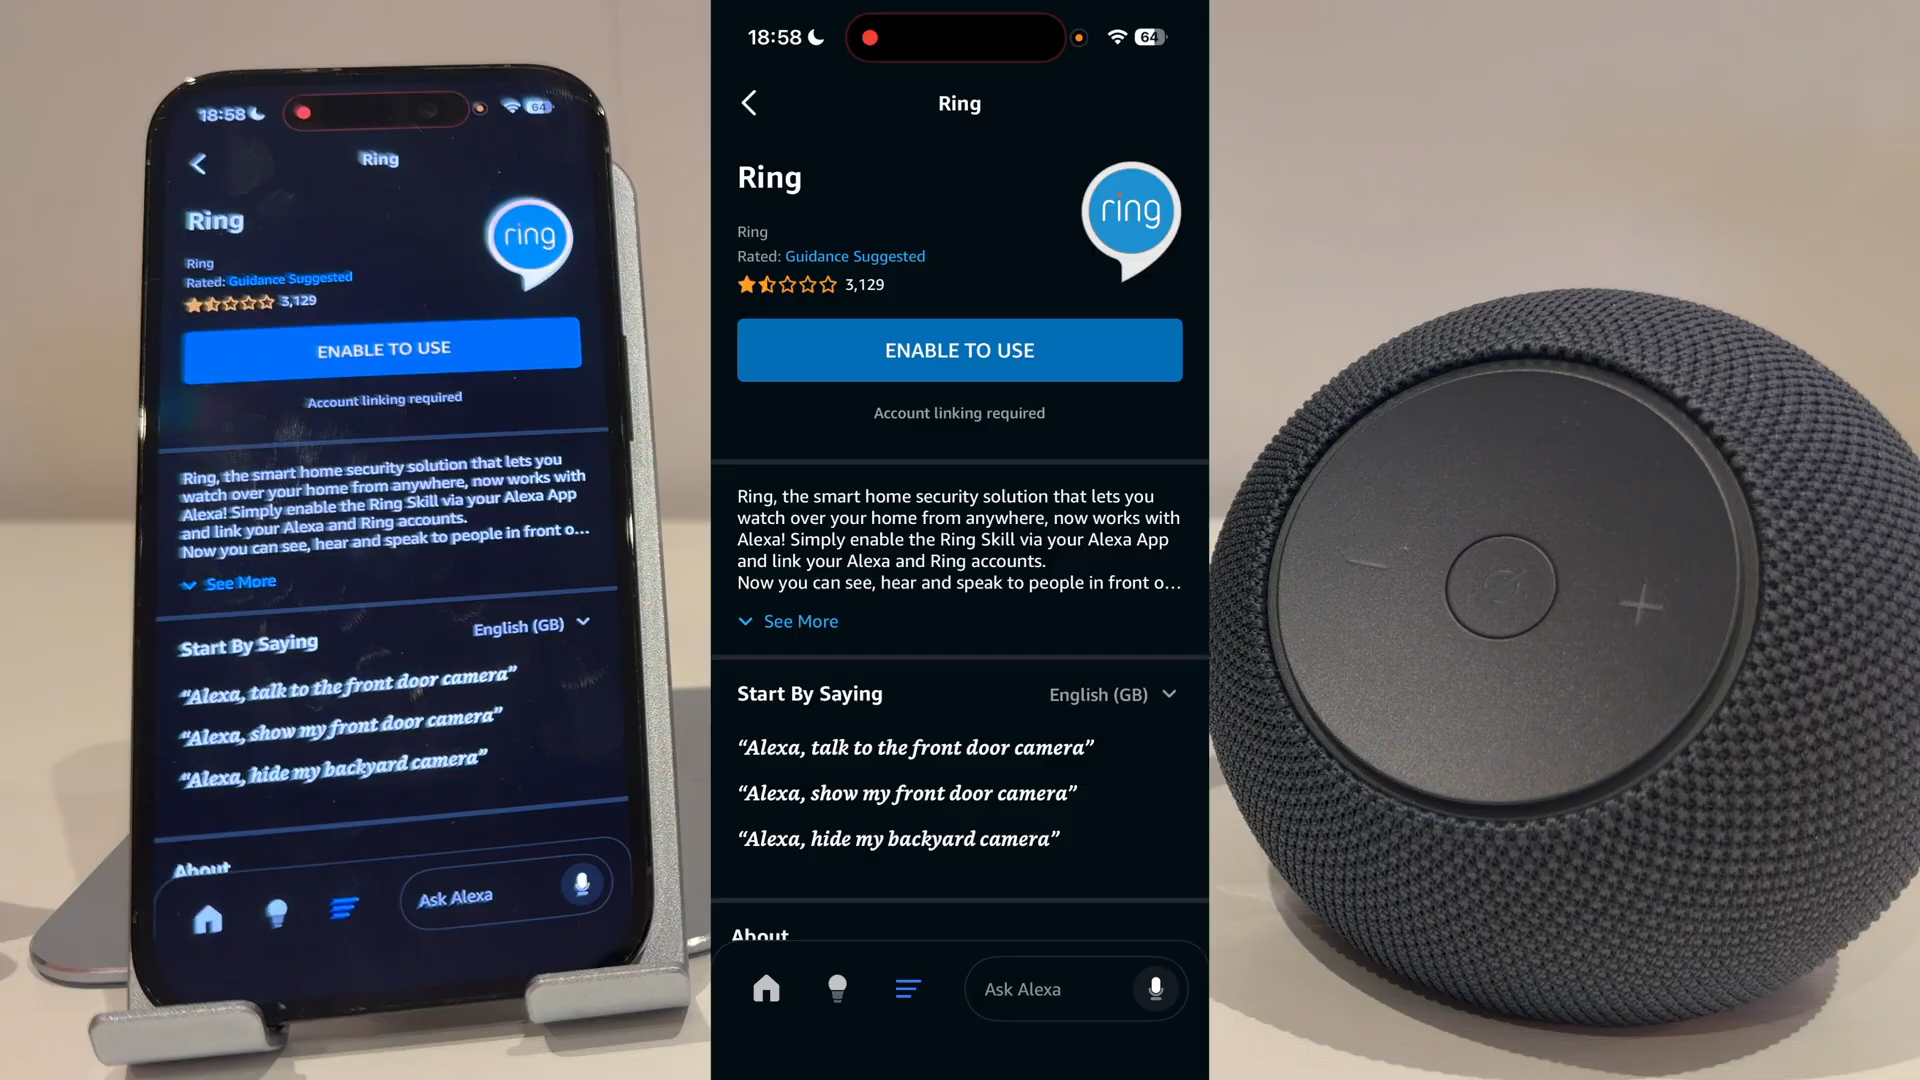 18:58
64
Ring
Ring
ring
Ring
Rated: Guidance Suggested
3,129
ENABLE TO USE
Account linking required
Ring, the smart home security solution that lets you
watch over your home from anywhere, now works with
Alexa! Simply enable the Ring Skill via your Alexa App
and link your Alexa and Ring accounts.
Now you can see, hear and speak to people in front o...
See More
Start By Saying
English (GB)
“Alexa, talk to the front door camera”
“Alexa, show my front door camera”
“Alexa, hide my backyard camera”
About
Ask Alexa
18:58
64
Ring
Ring
ring
Ring
Rated: Guidance Suggested
3,129
ENABLE TO USE
Account linking required
Ring, the smart home security solution that lets you
watch over your home from anywhere, now works with
Alexa! Simply enable the Ring Skill via your Alexa App
and link your Alexa and Ring accounts.
Now you can see, hear and speak to people in front o...
See More
Start By Saying
English (GB)
“Alexa, talk to the front door camera”
“Alexa, show my front door camera”
“Alexa, hide my backyard camera”
About
Ask Alexa